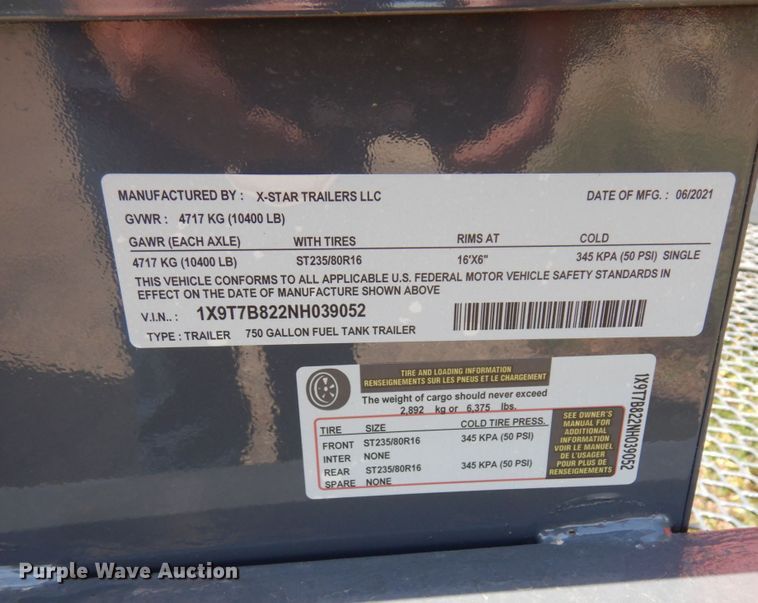 MANUFACTURED BY : X-STAR TRAILERS LLC DATE OF MFG. : 06/2021
GVWR : 4717 KG (10400 LB)
GAWR (EACH AXLE) WITH TIRES RIMS AT COLD
4717 KG (10400 LB) ST235/80R16 16'X6" 345 KPA (50 PSI) SINGLE
THIS VEHICLE CONFORMS TO ALL APPLICABLE U.S. FEDERAL MOTOR VEHICLE SAFETY STANDARDS IN
EFFECT ON THE DATE OF MANUFACTURE SHOWN ABOVE
V.I.N.. : 1X9T7B822NH039052
TYPE : TRAILER 750 GALLON FUEL TANK TRAILER
TIRE AND LOADING INFORMATION
RENSEIGNEMENTS SUR LES PNEUS ET LE CHARGEMENT
The weight of cargo should never exceed
2,892 kg or 6,375 lbs.
TIRE SIZE COLD TIRE PRESS.
FRONT ST235/80R16 345 KPA (50 PSI)
INTER NONE
REAR ST235/80R16 345 KPA (50 PSI)
SPARE NONE
SEE OWNER'S
MANUAL FOR
ADDITIONAL
INFORMATION
VOIR LE MANUEL
DE L'USAGER
POUR PLUS DE
RENSEIGNEMENTS
1X9T7B822NH039052
Purple Wave Auction